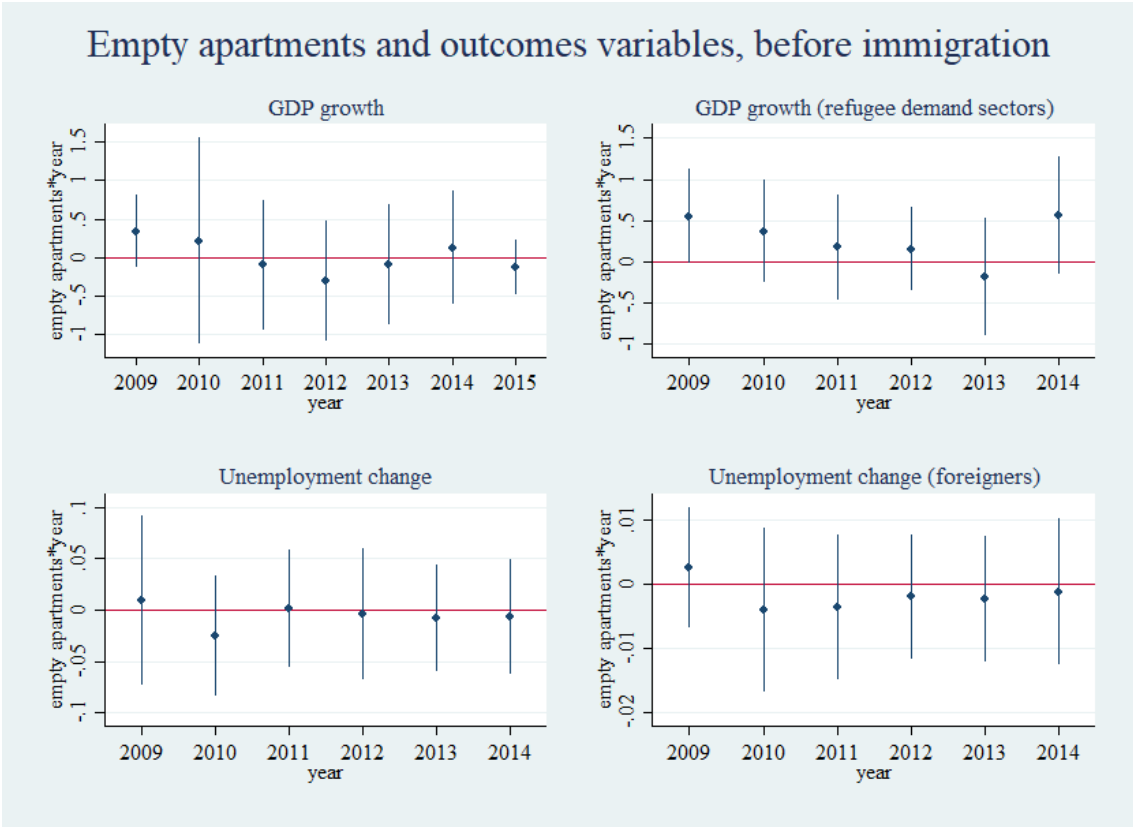 Empty apartments and outcomes variables, before immigration
GDP growth
empty apartments*year
1.5
1
.5
0
-.5
-1
2009 2010 2011 2012 2013 2014 2015
year
GDP growth (refugee demand sectors)
empty apartments*year
1.5
1
.5
0
-.5
-1
2009 2010 2011 2012 2013 2014
year
Unemployment change
empty apartments*year
.1
.05
0
-.05
-.1
2009 2010 2011 2012 2013 2014
year
Unemployment change (foreigners)
empty apartments*year
.01
0
-.01
-.02
2009 2010 2011 2012 2013 2014
year